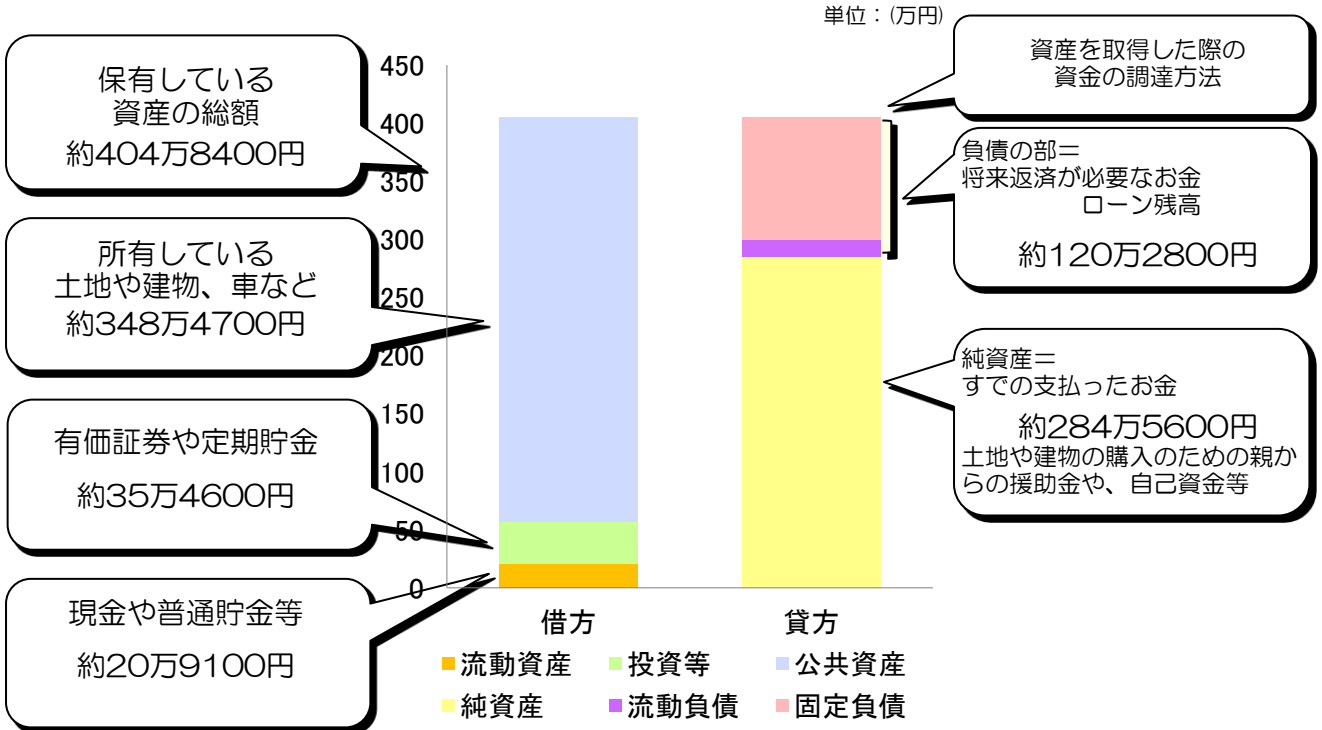 単位：(万円)
保有している
資産の総額
約404万8400円
所有している
土地や建物、車など
約348万4700円
有価証券や定期貯金
約35万4600円
現金や普通貯金等
約20万9100円
450
400
350
300
250
200
150
100
50
0
借方
貸方
資産を取得した際の
資金の調達方法
負債の部＝
将来返済が必要なお金
ローン残高
約120万2800円
純資産＝
すでの支払ったお金
約284万5600円
土地や建物の購入のための親か
らの援助金や、自己資金等
流動資産 投資等 公共資産
純資産 流動負債 固定負債